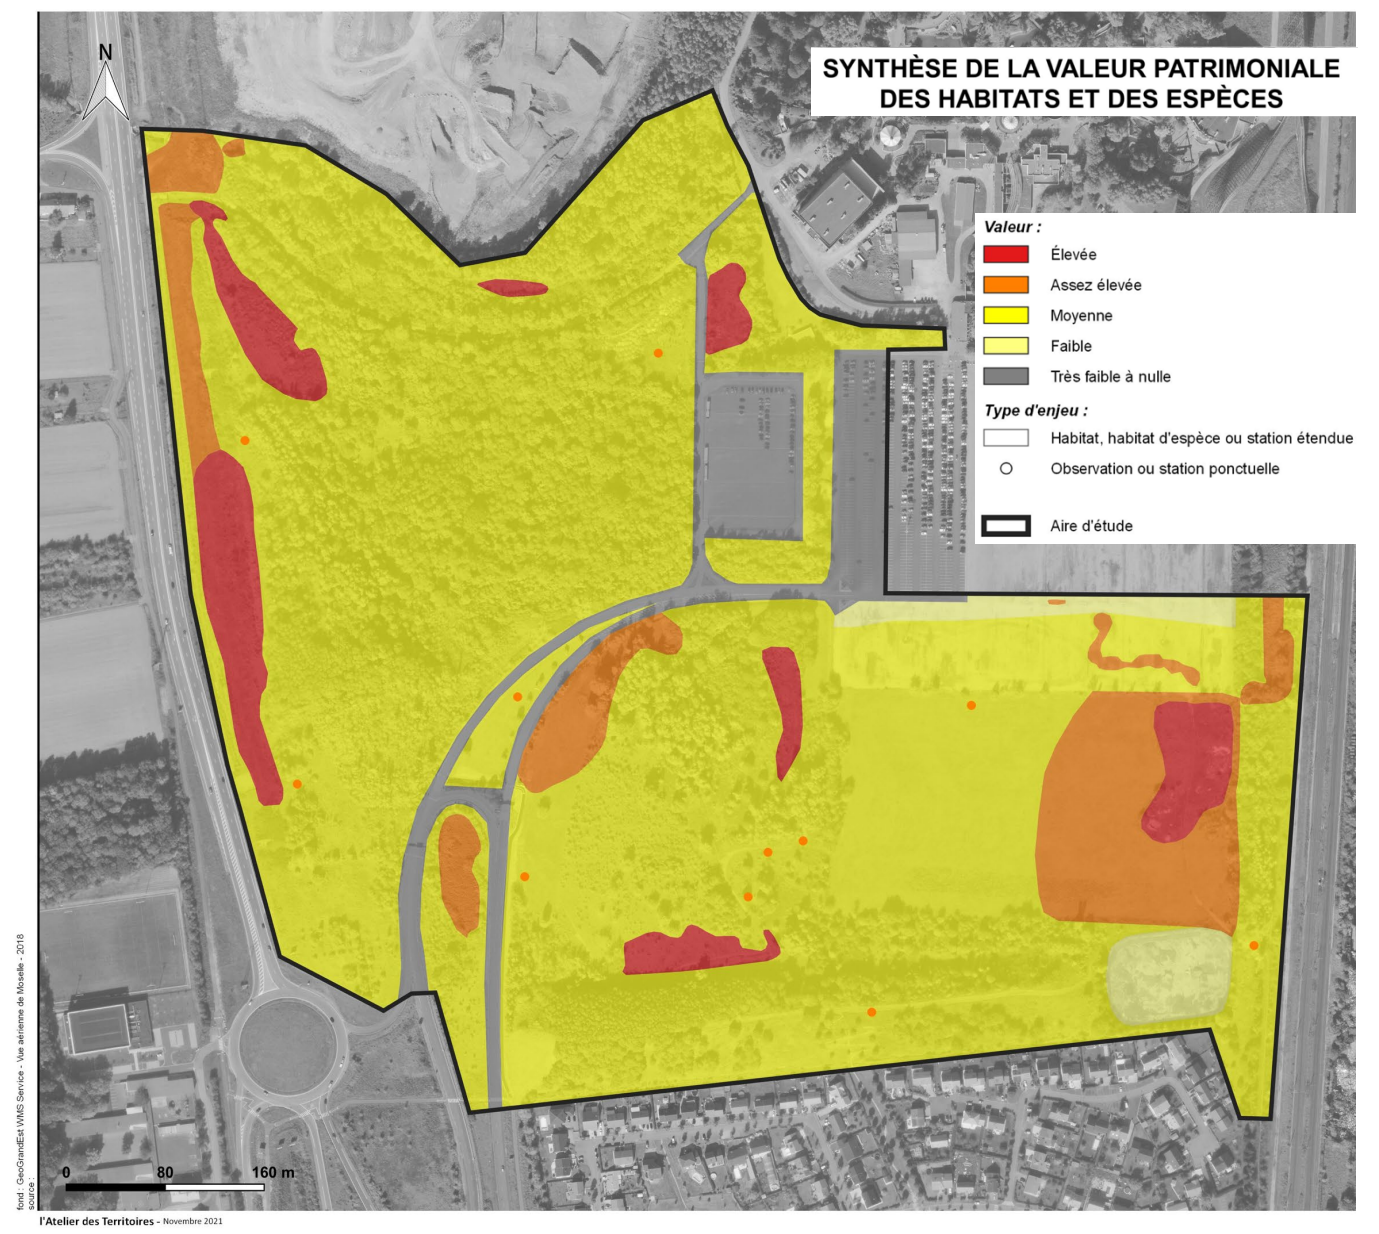 N
SYNTHÈSE DE LA VALEUR PATRIMONIALE
DES HABITATS ET DES ESPÈCES
Valeur :
Élevée
Assez élevée
Moyenne
Faible
Très faible à nulle
Type d'enjeu :
Habitat, habitat d'espèce ou station étendue
Observation ou station ponctuelle
Aire d'étude
fond : GeoGrandEst WMS Service - Vue aérienne de Moselle - 2018
source :
0 80 160 m
l'Atelier des Territoires - Novembre 2021